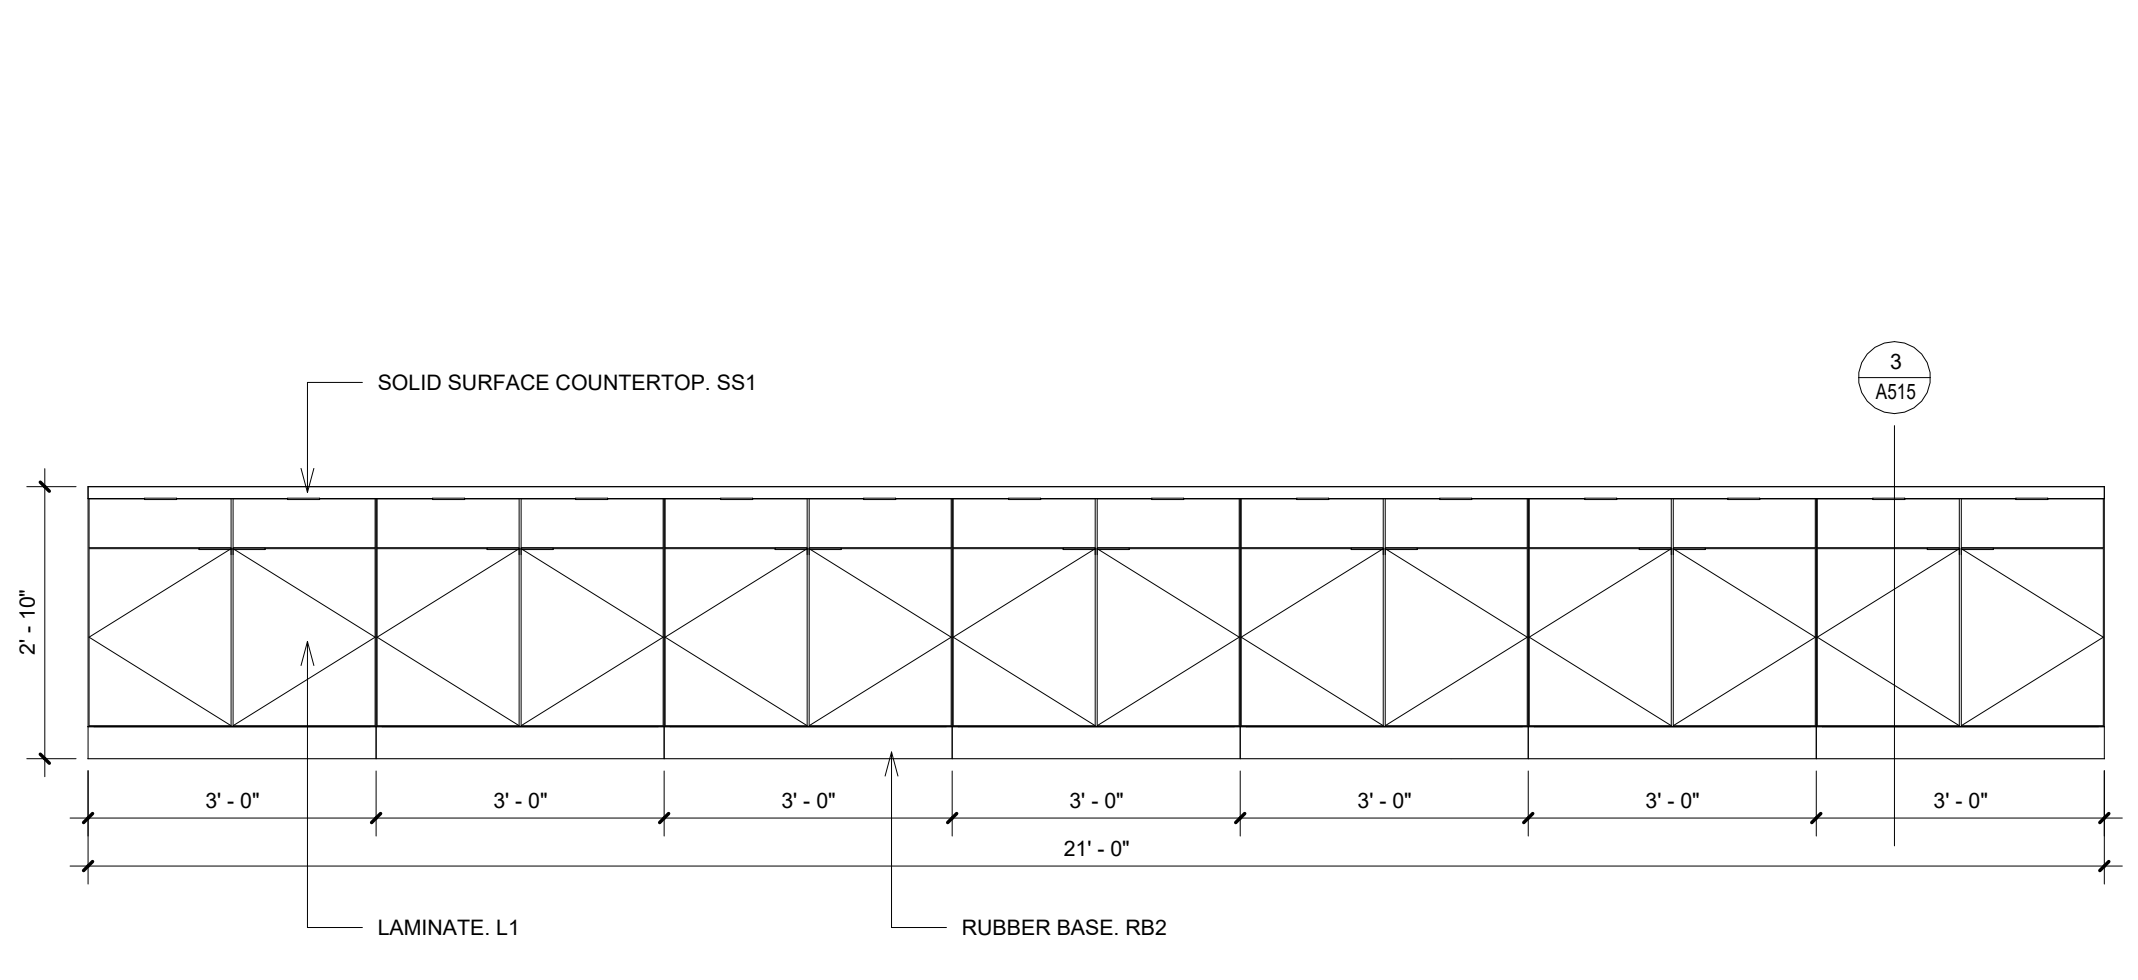 3
A515
SOLID SURFACE COUNTERTOP. SS1
2' - 10"
3' - 0" 3' - 0" 3' - 0" 3' - 0" 3' - 0" 3' - 0" 3' - 0"
21' - 0"
LAMINATE. L1
RUBBER BASE. RB2